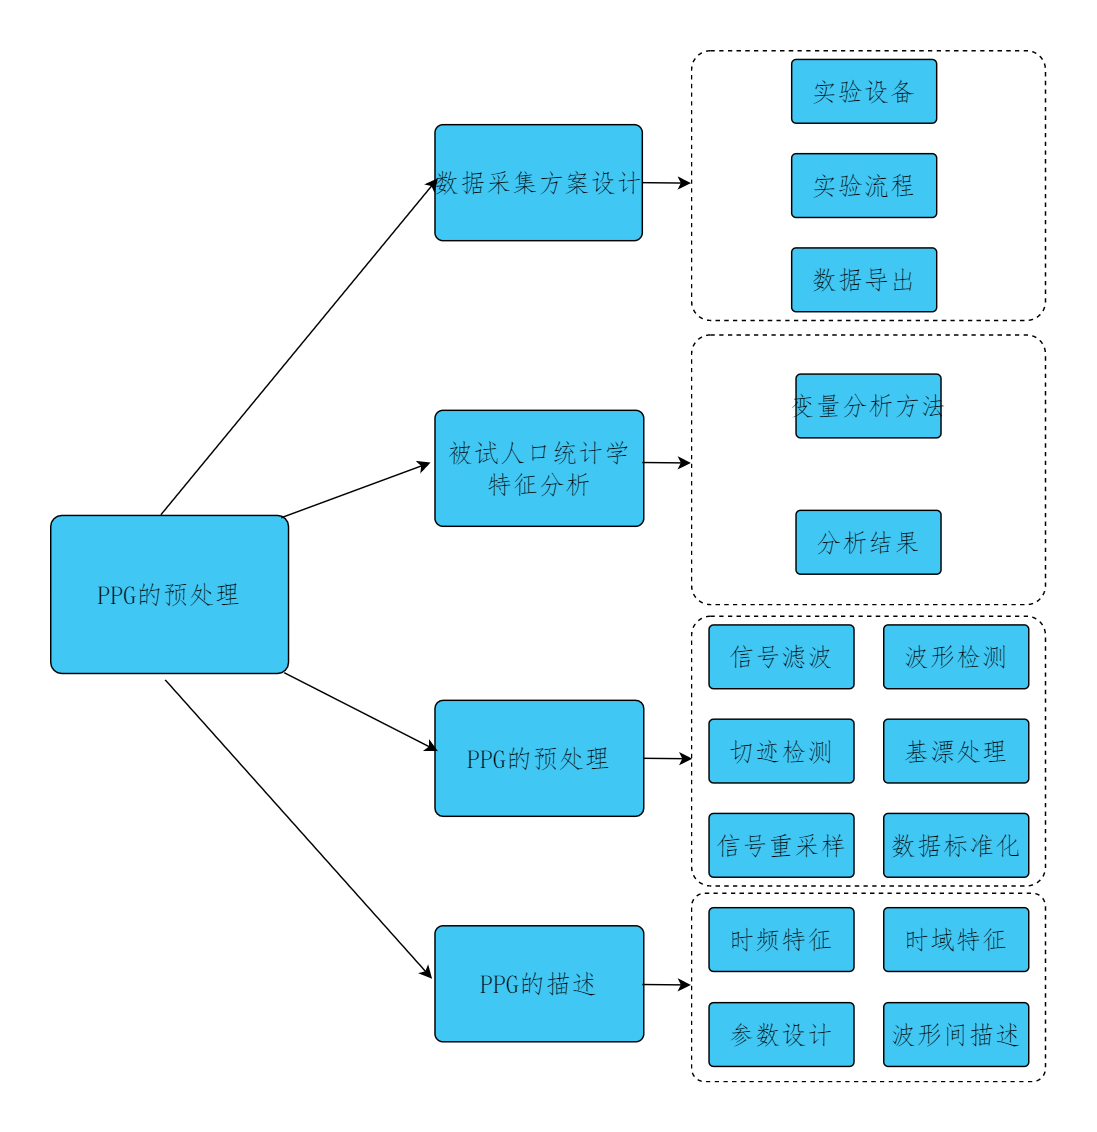 PPG的预处理
数据采集方案设计
实验设备
实验流程
数据导出
被试人口统计学
特征分析
变量分析方法
分析结果
PPG的预处理
信号滤波
波形检测
切迹检测
基漂处理
信号重采样
数据标准化
PPG的描述
时频特征
时域特征
参数设计
波形间描述